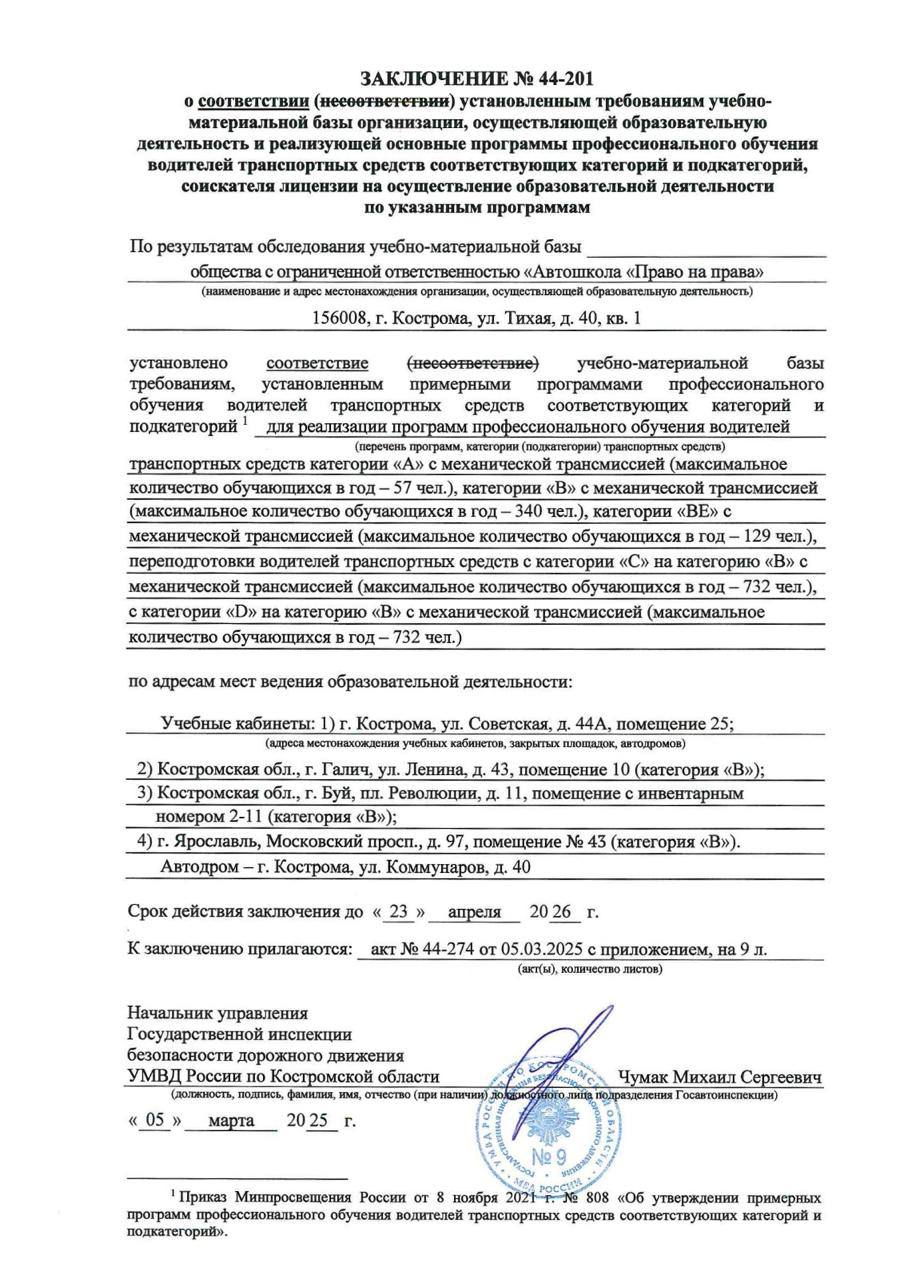 ЗАКЛЮЧЕНИЕ № 44-201
о соответствии (несоответствии) установленным требованиям учебно-
материальной базы организации, осуществляющей образовательную
деятельность и реализующей основные программы профессионального обучения
водителей транспортных средств соответствующих категорий и подкатегорий,
соискателя лицензии на осуществление образовательной деятельности
по указанным программам
По результатам обследования учебно-материальной базы
общества с ограниченной ответственностью «Автошкола «Право на права»
(наименование и адрес местонахождения организации, осуществляющей образовательную деятельность)
156008, г. Кострома, ул. Тихая, д. 40, кв. 1
установлено соответствие (несоответствие) учебно-материальной базы
требованиям, установленным примерными программами профессионального
обучения водителей транспортных средств соответствующих категорий и
подкатегорий 1 для реализации программ профессионального обучения водителей
(перечень программ, категории (подкатегории) транспортных средств)
транспортных средств категории «А» с механической трансмиссией (максимальное
количество обучающихся в год – 57 чел.), категории «В» с механической трансмиссией
(максимальное количество обучающихся в год – 340 чел.), категории «ВЕ» с
механической трансмиссией (максимальное количество обучающихся в год – 129 чел.),
переподготовки водителей транспортных средств с категории «С» на категорию «В» с
механической трансмиссией (максимальное количество обучающихся в год – 732 чел.),
с категории «D» на категорию «В» с механической трансмиссией (максимальное
количество обучающихся в год – 732 чел.)
по адресам мест ведения образовательной деятельности:
Учебные кабинеты: 1) г. Кострома, ул. Советская, д. 44А, помещение 25;
(адреса местонахождения учебных кабинетов, закрытых площадок, автодромов)
2) Костромская обл., г. Галич, ул. Ленина, д. 43, помещение 10 (категория «В»);
3) Костромская обл., г. Буй, пл. Революции, д. 11, помещение с инвентарным
номером 2-11 (категория «В»);
4) г. Ярославль, Московский просп., д. 97, помещение № 43 (категория «В»).
Автодром – г. Кострома, ул. Коммунаров, д. 40
Срок действия заключения до « 23 » апреля 20 26 г.
К заключению прилагаются: акт № 44-274 от 05.03.2025 с приложением, на 9 л.
(акт(ы), количество листов)
Начальник управления
Государственной инспекции
безопасности дорожного движения
УМВД России по Костромской области Чумак Михаил Сергеевич
(должность, подпись, фамилия, имя, отчество (при наличии) должностного лица подразделения Госавтоинспекции)
« 05 » марта 20 25 г.
УМВД РОССИИ ПО КОСТРОМСКОЙ ОБЛАСТИ
ГОСУДАРСТВЕННАЯ ИНСПЕКЦИЯ БЕЗОПАСНОСТИ ДОРОЖНОГО ДВИЖЕНИЯ
№ 9
МВД РОССИИ
1 Приказ Минпросвещения России от 8 ноября 2021 г. № 808 «Об утверждении примерных
программ профессионального обучения водителей транспортных средств соответствующих категорий и
подкатегорий».